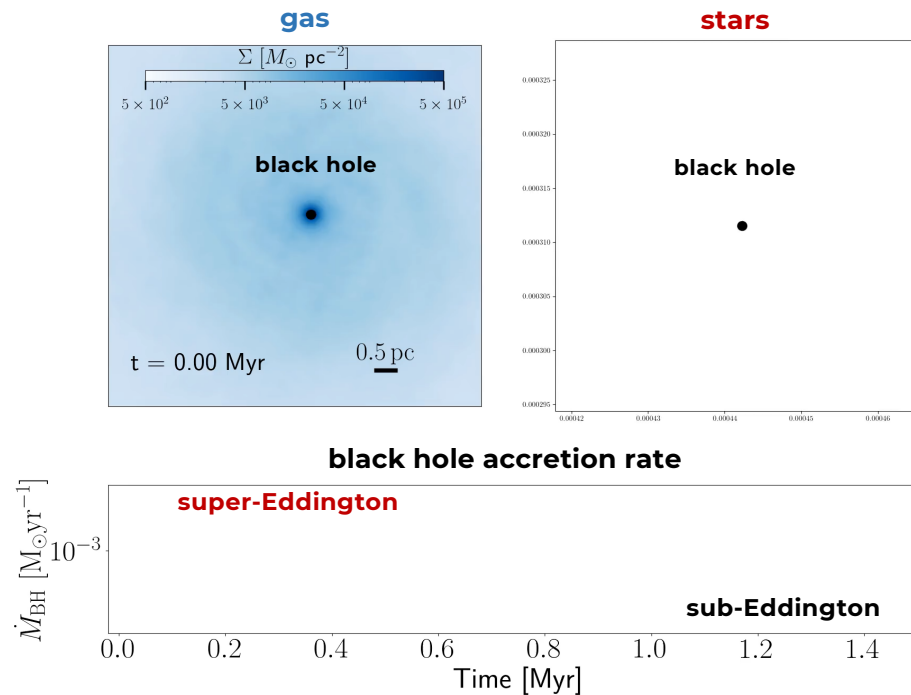 gas
stars
Σ [M⊙ pc⁻²]
5 × 10² 5 × 10³ 5 × 10⁴ 5 × 10⁵
black hole
t = 0.00 Myr
0.5 pc
0.000325
0.000320
0.000315
0.000310
0.000305
0.000300
0.000295
black hole
0.00042 0.00043 0.00044 0.00045 0.00046
black hole accretion rate
Ṁ_BH [M⊙yr⁻¹]
10⁻³
super-Eddington
sub-Eddington
0.0 0.2 0.4 0.6 0.8 1.0 1.2 1.4
Time [Myr]